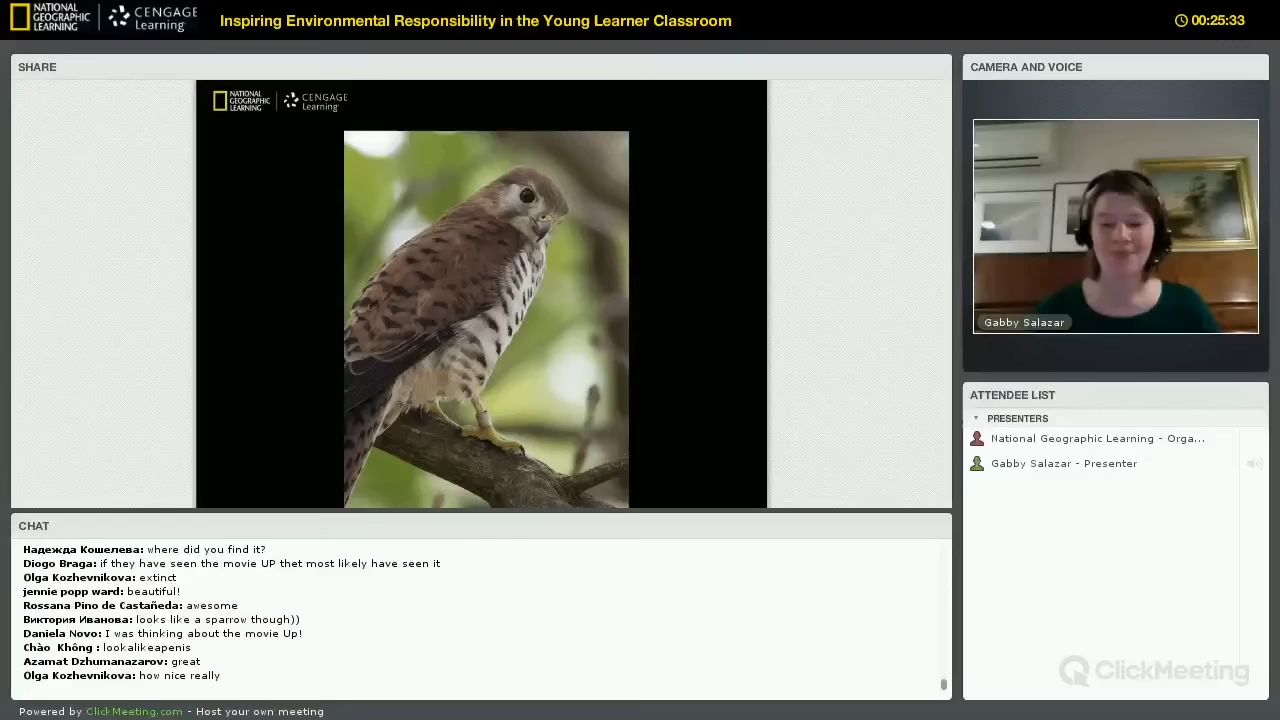 NATIONAL
GEOGRAPHIC
LEARNING
CENGAGE
Learning
Inspiring Environmental Responsibility in the Young Learner Classroom
00:25:33
SHARE
NATIONAL
GEOGRAPHIC
LEARNING
CENGAGE
Learning
CAMERA AND VOICE
Gabby Salazar
ATTENDEE LIST
PRESENTERS
National Geographic Learning - Orga...
Gabby Salazar - Presenter
CHAT
Надежда Кошелева: where did you find it?
Diogo Braga: if they have seen the movie UP thet most likely have seen it
Olga Kozhevnikova: extinct
jennie popp ward: beautiful!
Rossana Pino de Castañeda: awesome
Виктория Иванова: looks like a sparrow though))
Daniela Novo: I was thinking about the movie Up!
Chào Không : lookalikeapenis
Azamat Dzhumanazarov: great
Olga Kozhevnikova: how nice really
ClickMeeting
Powered by ClickMeeting.com - Host your own meeting